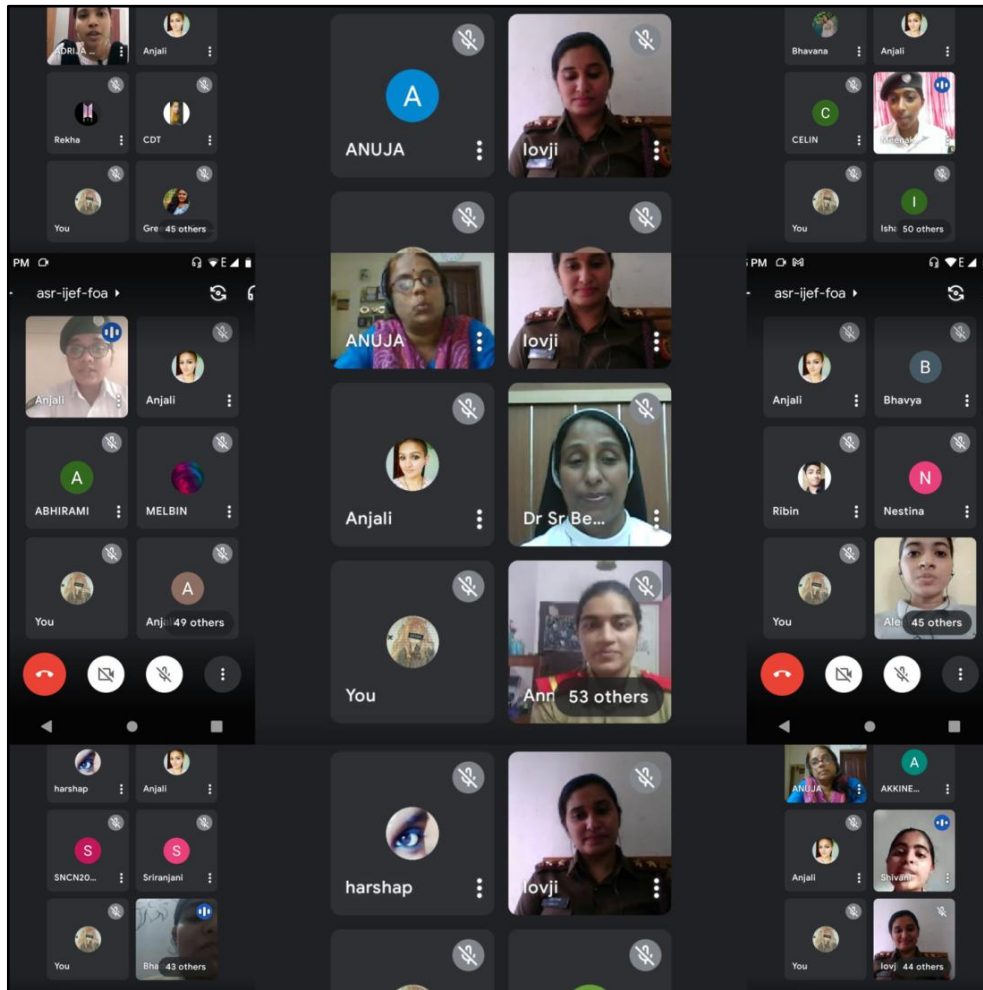 ADRIJA ...
Anjali
Rekha
CDT
You
45 others
PM
asr-ijef-foa
Anjali
Anjali
A
ABHIRAMI
MELBIN
You
A
49 others
harshap
Anjali
S
SNCN20...
S
Sriranjani
You
Bha
43 others
A
ANUJA
lovji
ANUJA
lovji
Anjali
Dr Sr Be...
You
Ann
53 others
harshap
lovji
Bhavana
Anjali
C
CELIN
You
I
50 others
PM
asr-ijef-foa
Anjali
B
Bhavya
Ribin
N
Nestina
You
Ale
45 others
ANUJA
A
AKKINE...
Anjali
You
44 others